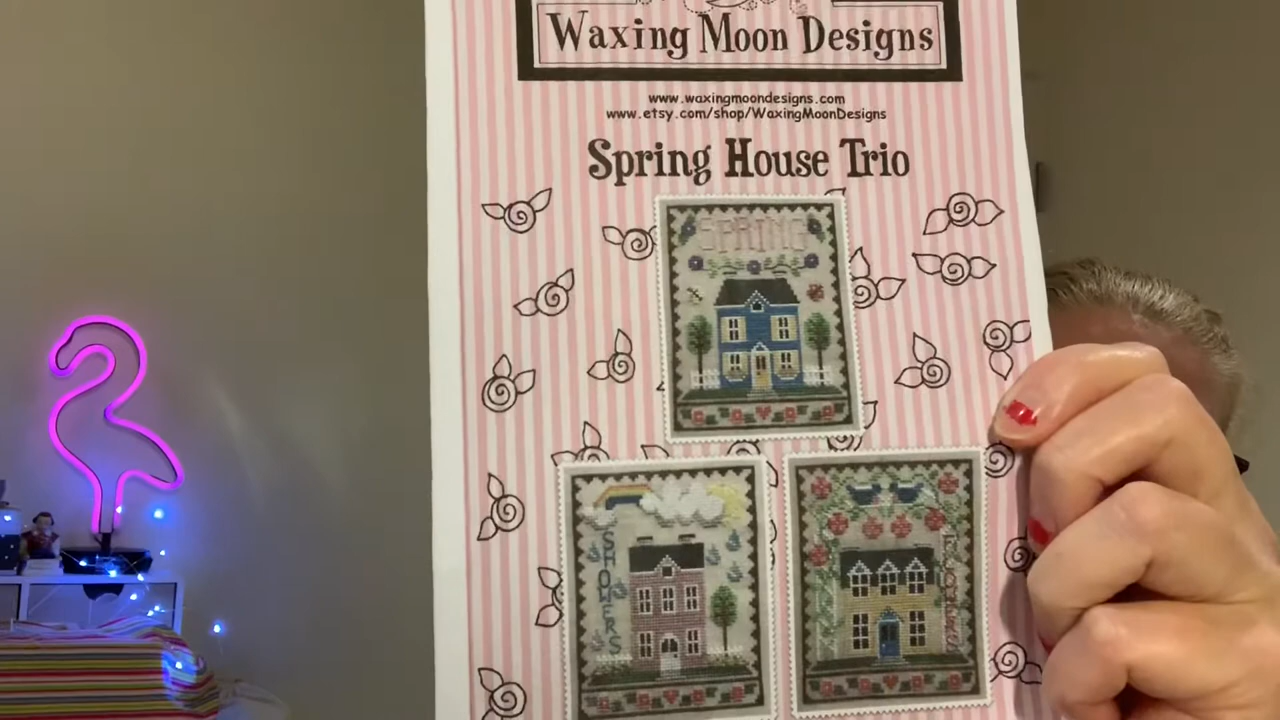 Waxing Moon Designs
www.waxingmoondesigns.com
www.etsy.com/shop/WaxingMoonDesigns
Spring House Trio
SPRING
SHOWERS